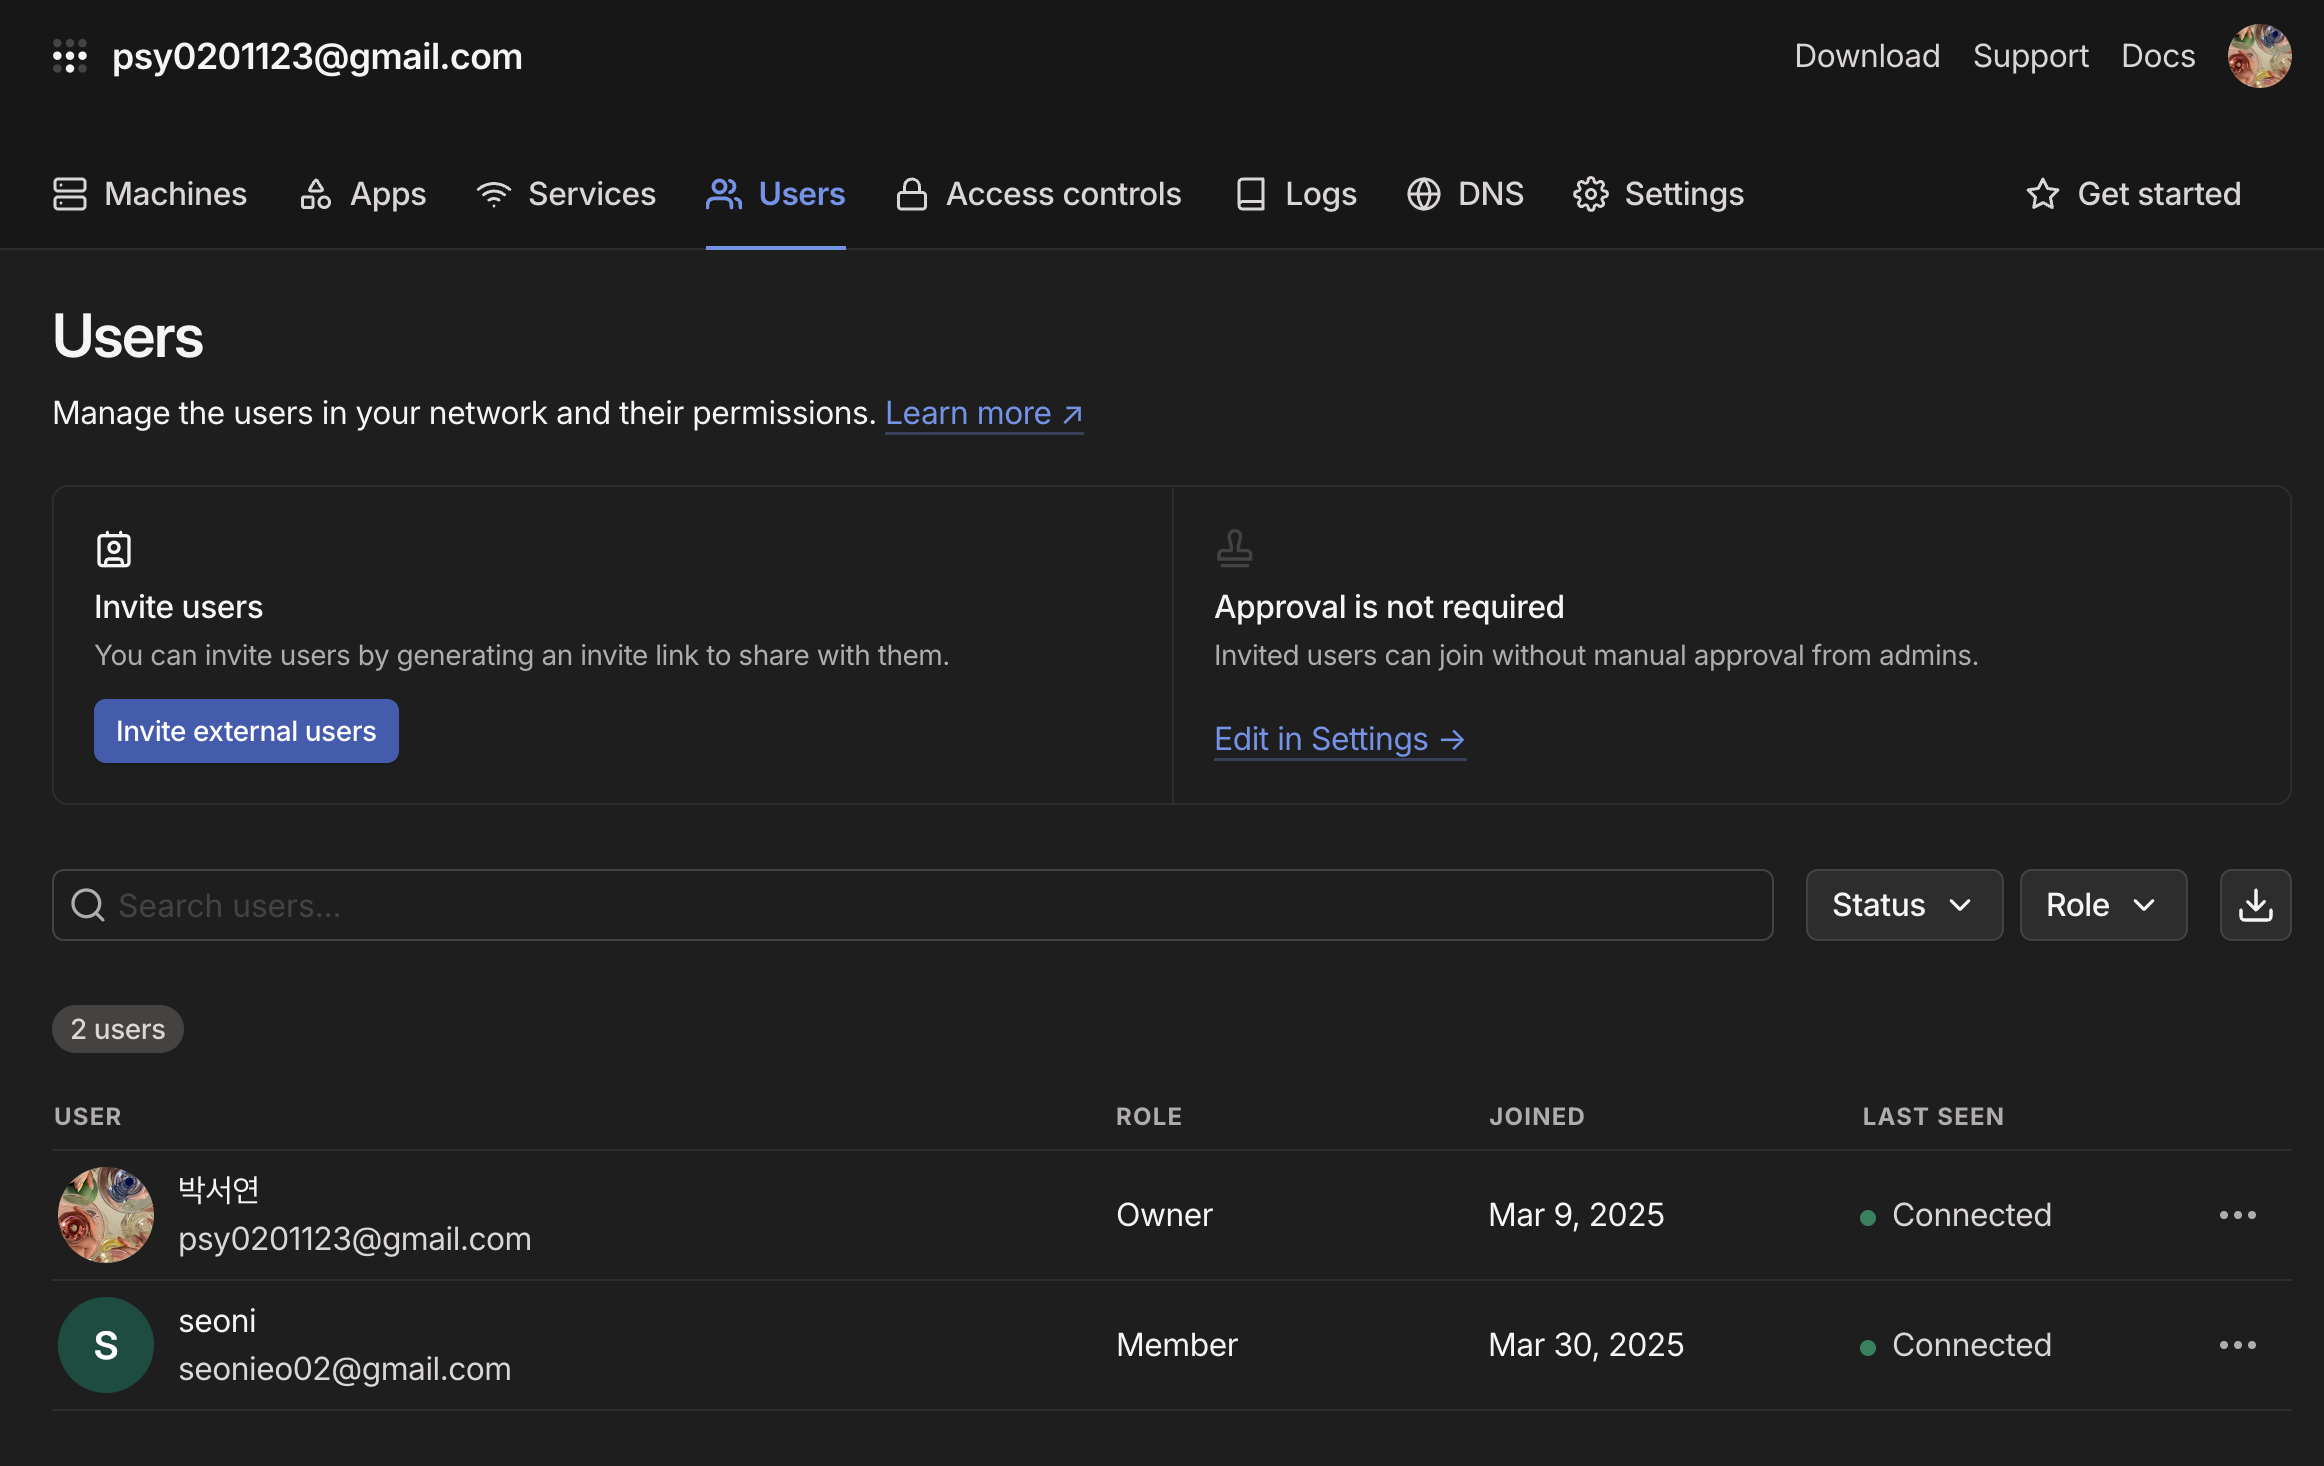 psy0201123@gmail.com
Download Support Docs
Machines Apps Services Users Access controls Logs DNS Settings Get started
Users
Manage the users in your network and their permissions. Learn more ↗
Invite users
You can invite users by generating an invite link to share with them.
Invite external users
Approval is not required
Invited users can join without manual approval from admins.
Edit in Settings →
Search users...
Status Role
2 users
USER ROLE JOINED LAST SEEN
박서연
psy0201123@gmail.com
Owner Mar 9, 2025 Connected
S
seoni
seonieo02@gmail.com
Member Mar 30, 2025 Connected